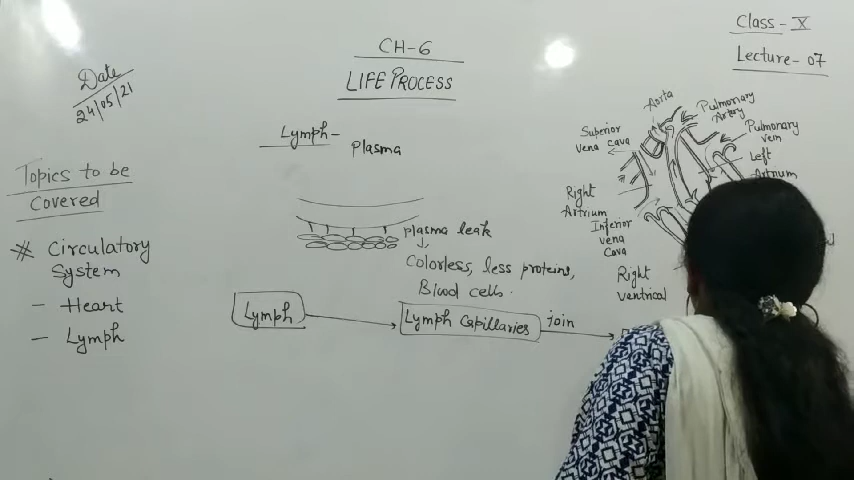 Date
24/05/21
CH-6
LIFE PROCESS
Class - X
Lecture - 07
Topics to be
Covered
* Circulatory
System
- Heart
- Lymph
Lymph -
Plasma
plasma leak
Colorless, less proteins,
Blood cells.
Lymph
Lymph Capillaries
join
Aorta
Pulmonary
Artery
Pulmonary
vein
Left
Artrium
Superior
vena cava
Right
Artrium
Inferior
vena
Cava
Right
ventrical